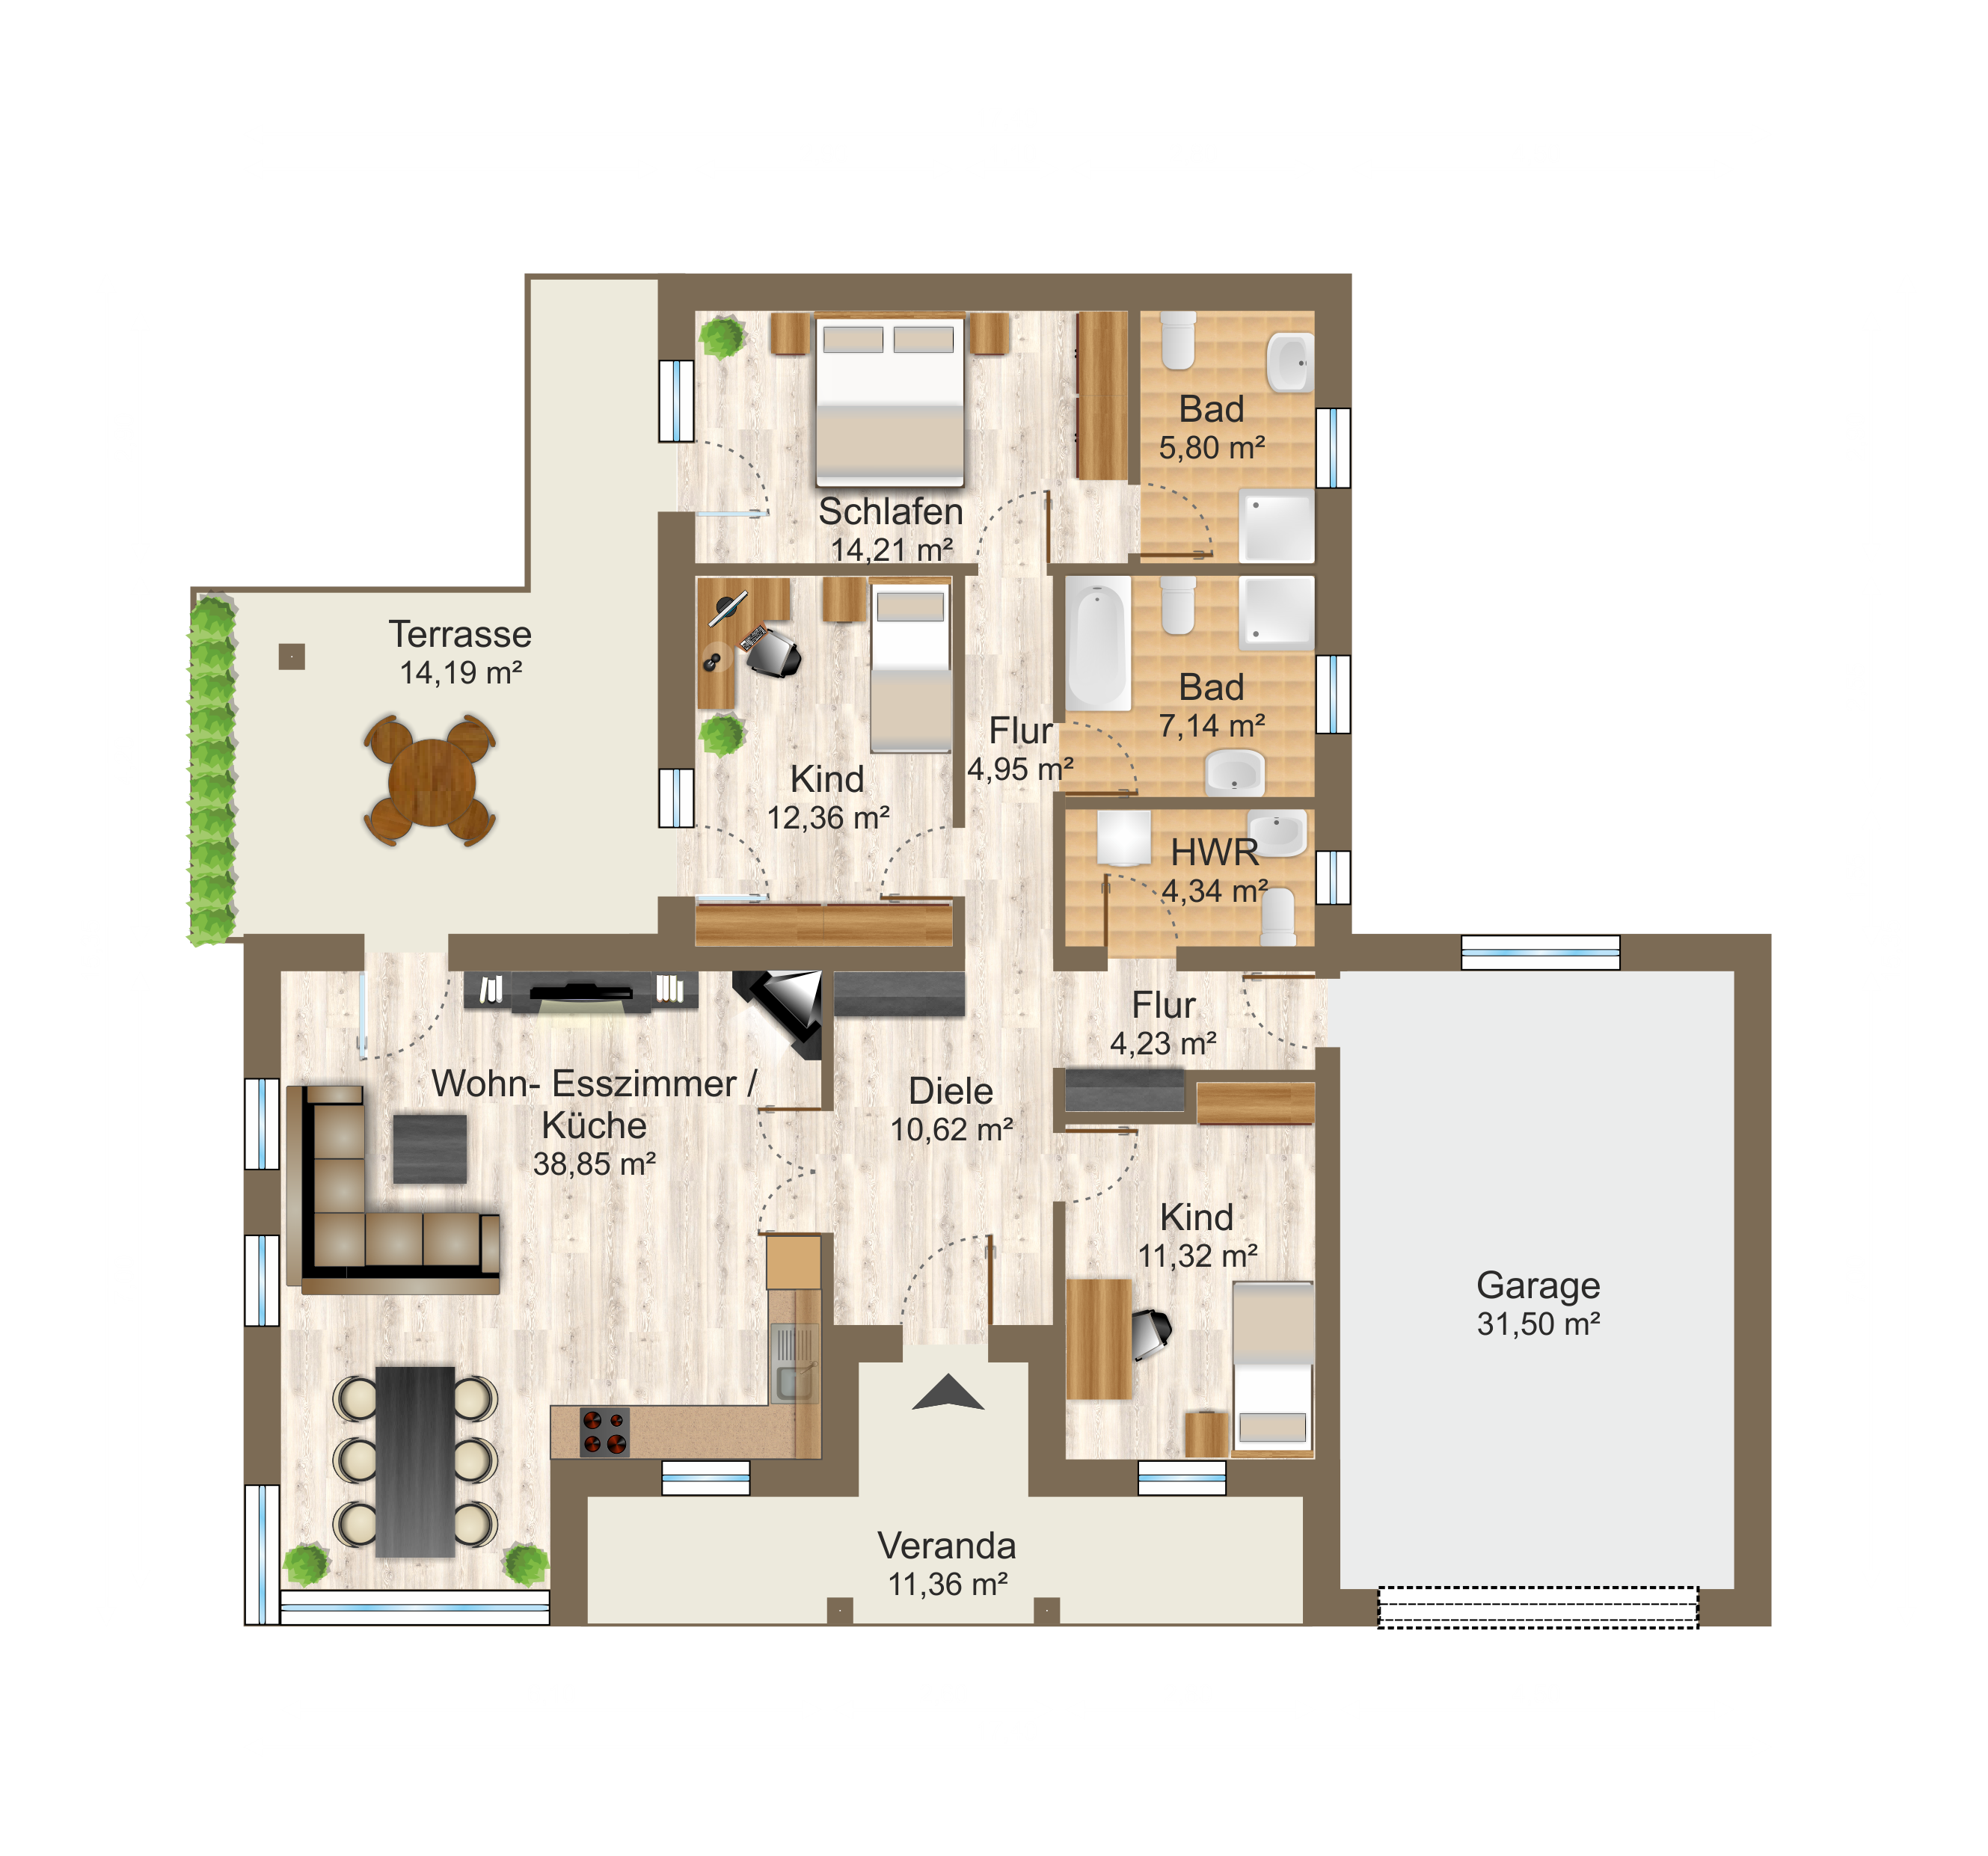 Bad
5,80 m²
Schlafen
14,21 m²
Terrasse
14,19 m²
Bad
7,14 m²
Flur
4,95 m²
Kind
12,36 m²
HWR
4,34 m²
Flur
4,23 m²
Wohn- Esszimmer /
Küche
38,85 m²
Diele
10,62 m²
Kind
11,32 m²
Garage
31,50 m²
Veranda
11,36 m²